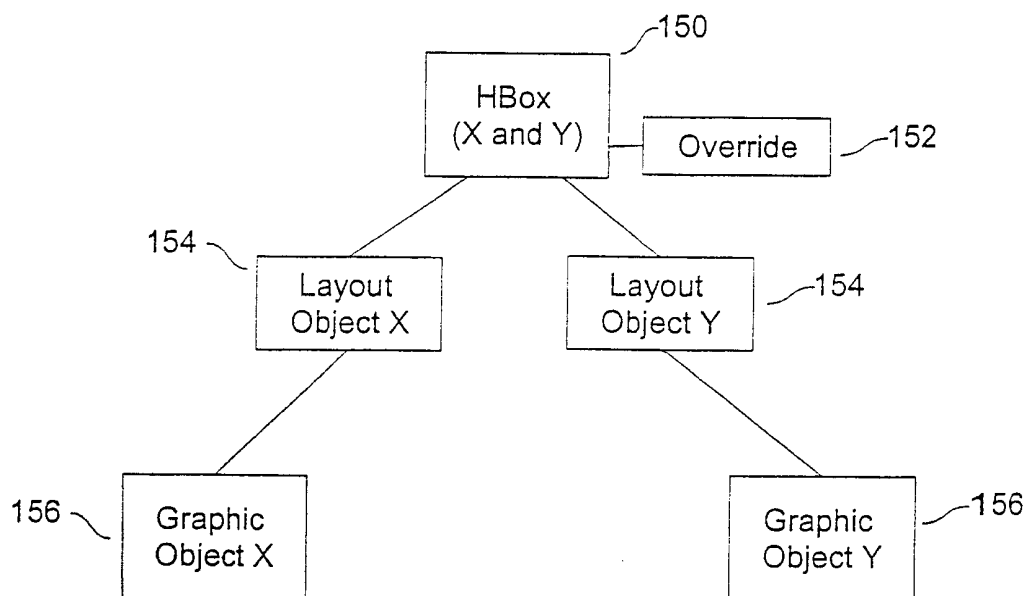 150
HBox
(X and Y)
Override
152
154
Layout
Object X
Layout
Object Y
154
156
Graphic
Object X
Graphic
Object Y
156